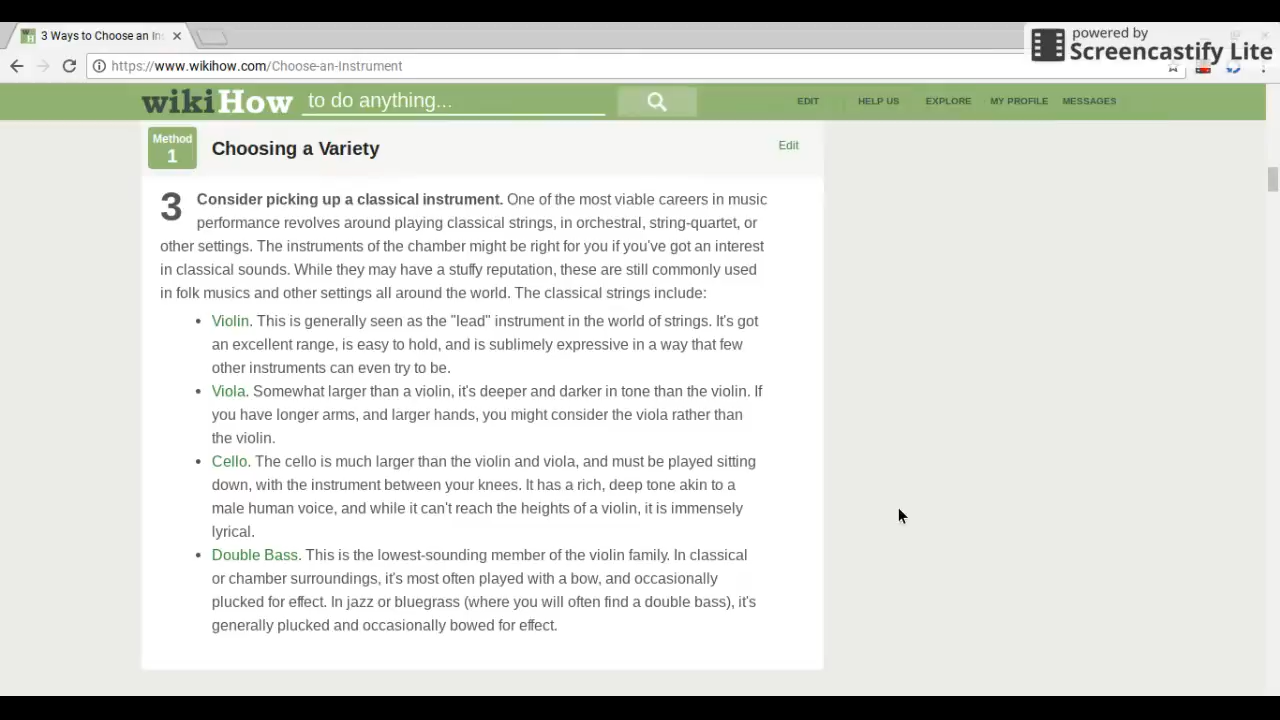 3 Ways to Choose an In
powered by
Screencastify Lite
https://www.wikihow.com/Choose-an-Instrument
wikiHow to do anything... EDIT HELP US EXPLORE MY PROFILE MESSAGES
Method
1
Choosing a Variety
Edit
3 Consider picking up a classical instrument. One of the most viable careers in music
performance revolves around playing classical strings, in orchestral, string-quartet, or
other settings. The instruments of the chamber might be right for you if you've got an interest
in classical sounds. While they may have a stuffy reputation, these are still commonly used
in folk musics and other settings all around the world. The classical strings include:
• Violin. This is generally seen as the "lead" instrument in the world of strings. It's got
an excellent range, is easy to hold, and is sublimely expressive in a way that few
other instruments can even try to be.
• Viola. Somewhat larger than a violin, it's deeper and darker in tone than the violin. If
you have longer arms, and larger hands, you might consider the viola rather than
the violin.
• Cello. The cello is much larger than the violin and viola, and must be played sitting
down, with the instrument between your knees. It has a rich, deep tone akin to a
male human voice, and while it can't reach the heights of a violin, it is immensely
lyrical.
• Double Bass. This is the lowest-sounding member of the violin family. In classical
or chamber surroundings, it's most often played with a bow, and occasionally
plucked for effect. In jazz or bluegrass (where you will often find a double bass), it's
generally plucked and occasionally bowed for effect.